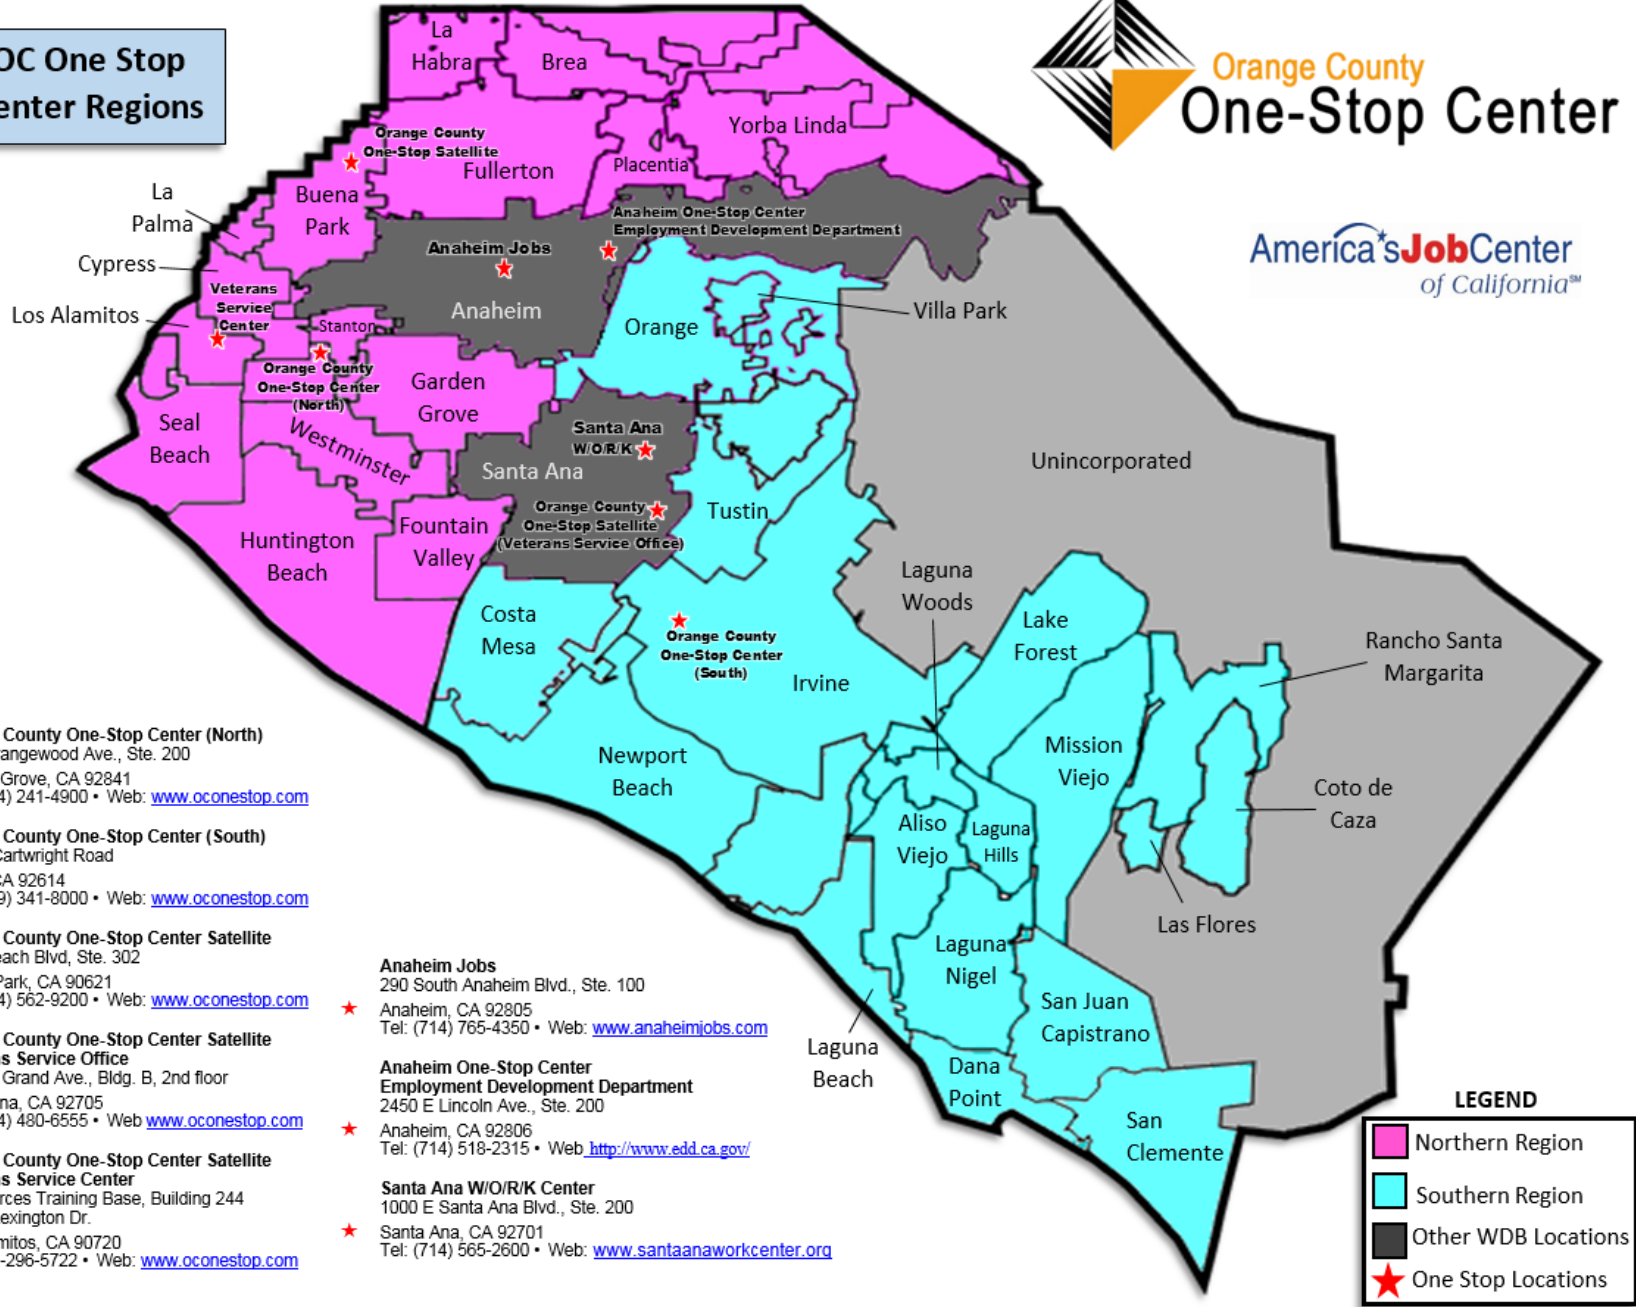 OC One Stop
enter Regions
Orange County
One-Stop Center
America'sJobCenter
of California℠
La
Habra
Brea
Yorba Linda
Orange County
One-Stop Satellite
Fullerton
Placentia
La
Palma
Buena
Park
Anaheim One-Stop Center
Employment Development Department
Anaheim Jobs
Cypress
Veterans
Service
Center
Los Alamitos
Stanton
Anaheim
Orange
Villa Park
Orange County
One-Stop Center
(North)
Garden
Grove
Seal
Beach
Westminster
Santa Ana
W/O/R/K
Santa Ana
Unincorporated
Orange County
One-Stop Satellite
(Veterans Service Office)
Tustin
Huntington
Beach
Fountain
Valley
Laguna
Woods
Costa
Mesa
Lake
Forest
Orange County
One-Stop Center
(South)
Irvine
Rancho Santa
Margarita
Newport
Beach
Mission
Viejo
Coto de
Caza
Aliso
Viejo
Laguna
Hills
Las Flores
Laguna
Nigel
San Juan
Capistrano
Laguna
Beach
Dana
Point
San
Clemente
County One-Stop Center (North)
rangewood Ave., Ste. 200
Grove, CA 92841
4) 241-4900 • Web: www.oconestop.com
County One-Stop Center (South)
Cartwright Road
CA 92614
9) 341-8000 • Web: www.oconestop.com
County One-Stop Center Satellite
each Blvd, Ste. 302
Park, CA 90621
4) 562-9200 • Web: www.oconestop.com
County One-Stop Center Satellite
s Service Office
Grand Ave., Bldg. B, 2nd floor
na, CA 92705
4) 480-6555 • Web www.oconestop.com
County One-Stop Center Satellite
s Service Center
rces Training Base, Building 244
exington Dr.
mitos, CA 90720
-296-5722 • Web: www.oconestop.com
Anaheim Jobs
290 South Anaheim Blvd., Ste. 100
Anaheim, CA 92805
Tel: (714) 765-4350 • Web: www.anaheimjobs.com
Anaheim One-Stop Center
Employment Development Department
2450 E Lincoln Ave., Ste. 200
Anaheim, CA 92806
Tel: (714) 518-2315 • Web http://www.edd.ca.gov/
Santa Ana W/O/R/K Center
1000 E Santa Ana Blvd., Ste. 200
Santa Ana, CA 92701
Tel: (714) 565-2600 • Web: www.santaanaworkcenter.org
LEGEND
Northern Region
Southern Region
Other WDB Locations
One Stop Locations